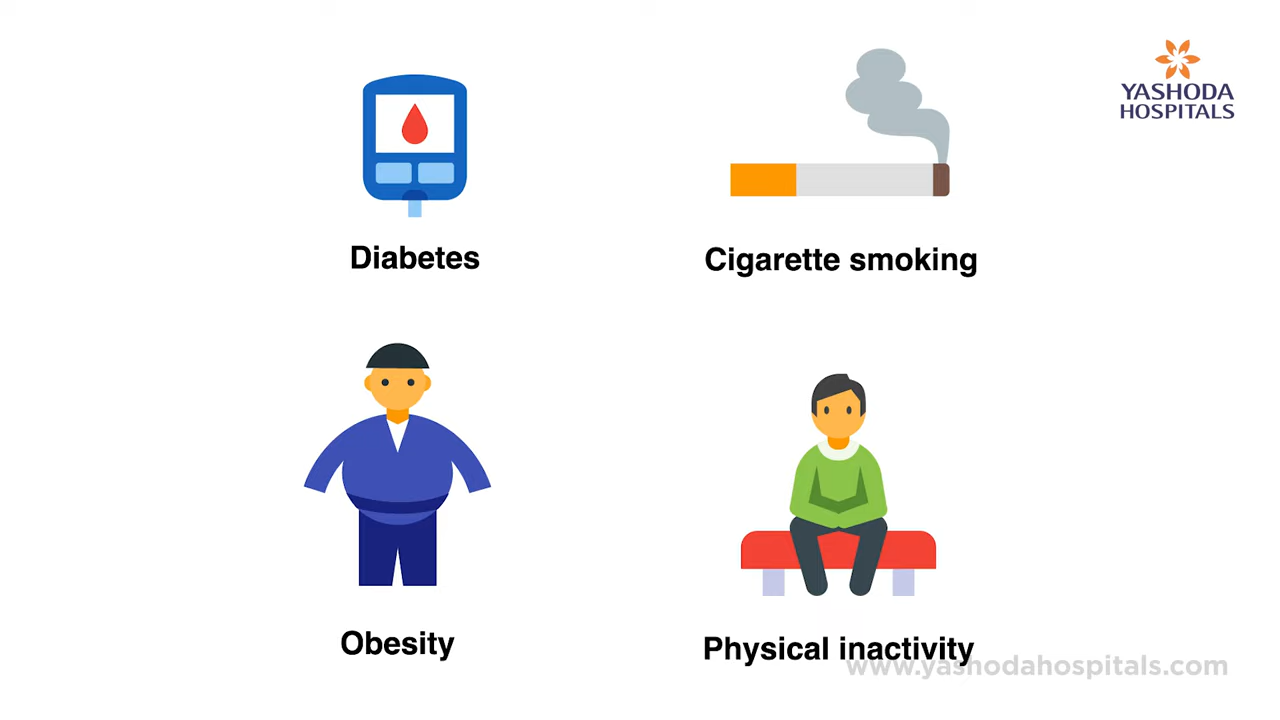 YASHODA
HOSPITALS
Diabetes
Cigarette smoking
Obesity
Physical inactivity
www.yashodahospitals.com